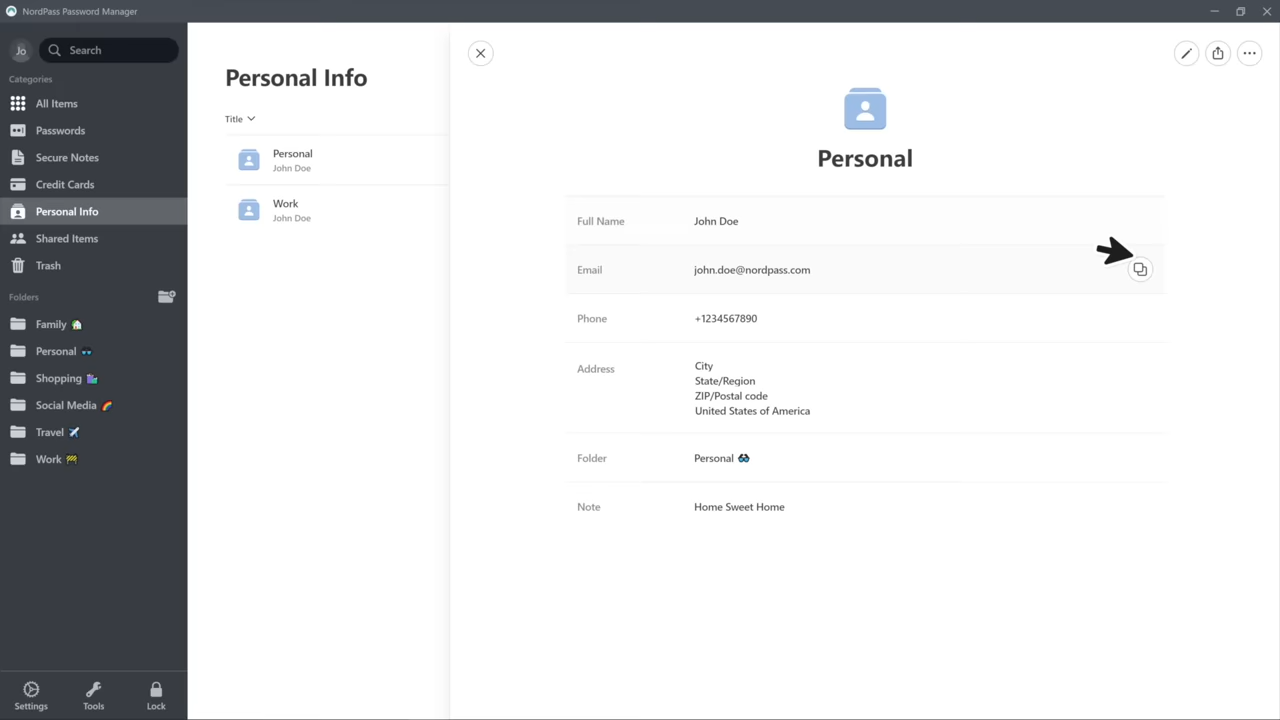 NordPass Password Manager
Jo
Search
Categories
All Items
Passwords
Secure Notes
Credit Cards
Personal Info
Shared Items
Trash
Folders
Family
Personal
Shopping
Social Media
Travel
Work
Settings
Tools
Lock
Personal Info
Title
Personal
John Doe
Work
John Doe
Personal
Full Name John Doe
Email john.doe@nordpass.com
Phone +1234567890
Address City
State/Region
ZIP/Postal code
United States of America
Folder Personal
Note Home Sweet Home